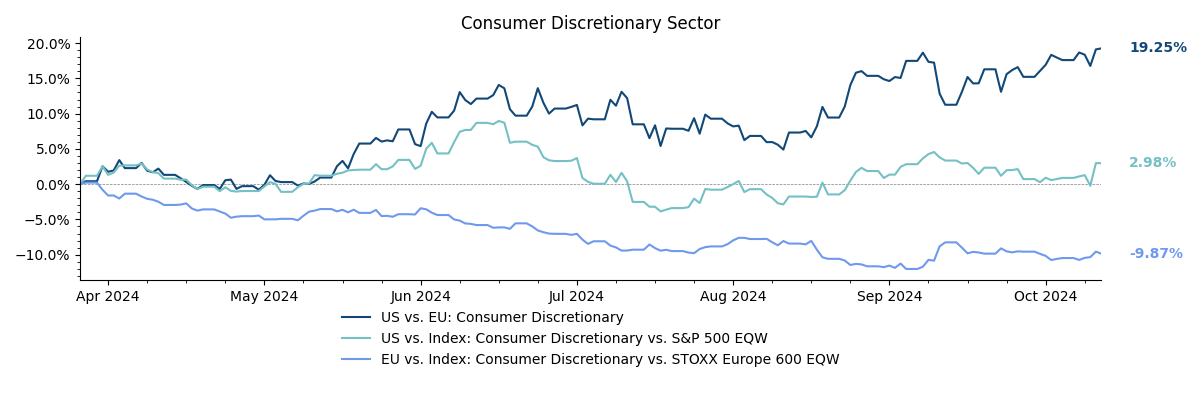 Consumer Discretionary Sector
20.0%
15.0%
10.0%
5.0%
0.0%
−5.0%
−10.0%
19.25%
2.98%
-9.87%
Apr 2024 May 2024 Jun 2024 Jul 2024 Aug 2024 Sep 2024 Oct 2024
US vs. EU: Consumer Discretionary
US vs. Index: Consumer Discretionary vs. S&P 500 EQW
EU vs. Index: Consumer Discretionary vs. STOXX Europe 600 EQW